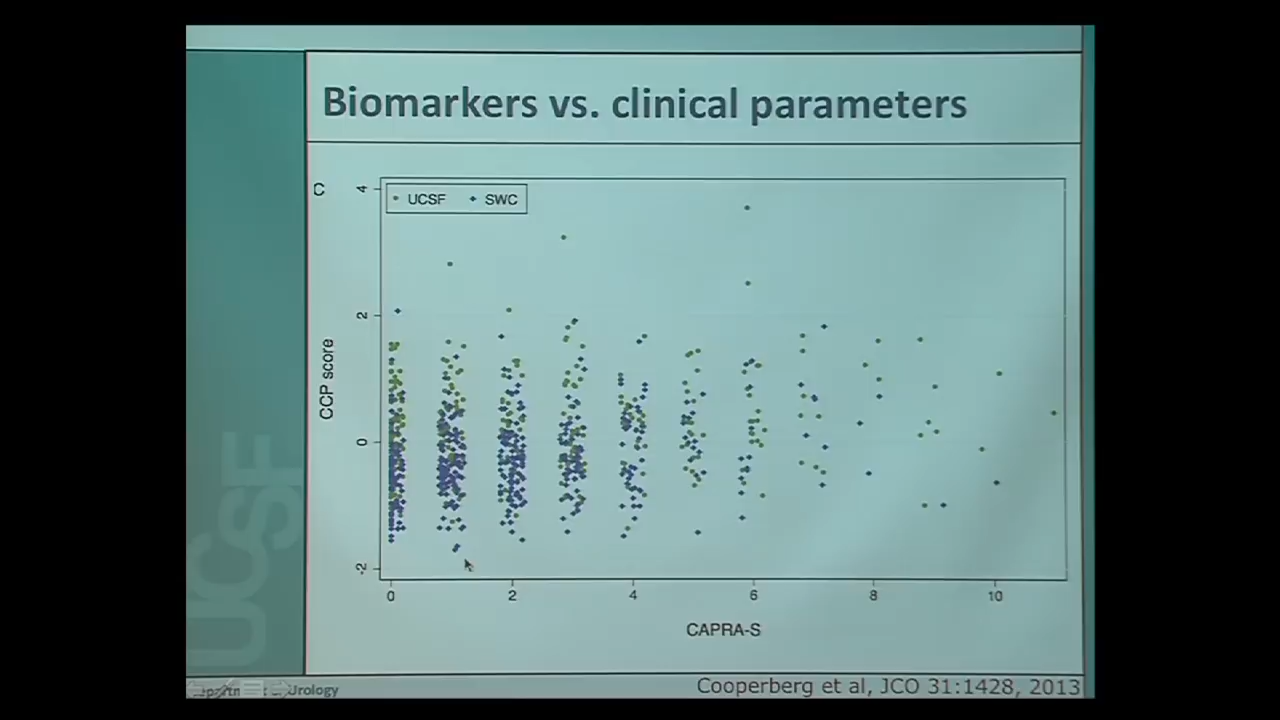 Biomarkers vs. clinical parameters
C
UCSF SWC
4
2
0
-2
CCP score
0 2 4 6 8 10
CAPRA-S
UCSF
Urology
Cooperberg et al, JCO 31:1428, 2013